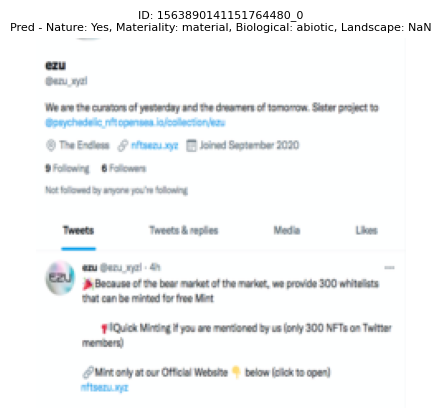 ID: 1563890141151764480_0
Pred - Nature: Yes, Materiality: material, Biological: abiotic, Landscape: NaN
ezu
@ezu_xyzl
We are the curators of yesterday and the dreamers of tomorrow. Sister project to
@psychedelic_nft opensea.io/collection/ezu
The Endless nftsezu.xyz Joined September 2020
9 Following 6 Followers
Not followed by anyone you're following
Tweets Tweets & replies Media Likes
EZU
ezu @ezu_xyzl · 4h
Because of the bear market of the market, we provide 300 whitelists
that can be minted for free Mint
Quick Minting if you are mentioned by us (only 300 NFTs on Twitter
members)
Mint only at our Official Website 👇 below (click to open)
nftsezu.xyz